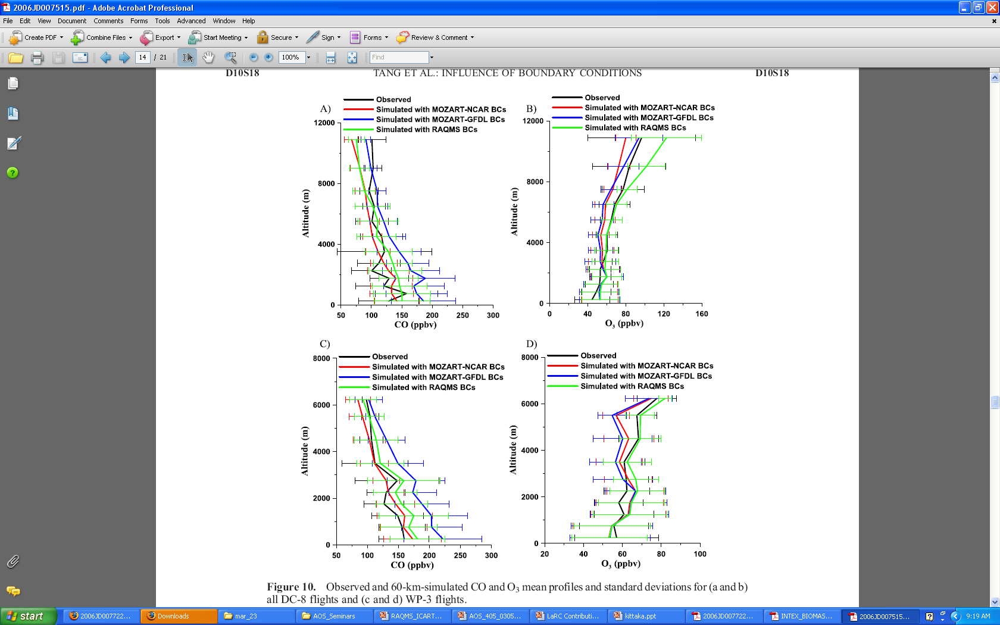 2006JD007515.pdf - Adobe Acrobat Professional
File Edit View Document Comments Forms Tools Advanced Window Help
Create PDF Combine Files Export Start Meeting Secure Sign Forms Review & Comment
14 / 21 100% Find
D10S18 TANG ET AL.: INFLUENCE OF BOUNDARY CONDITIONS D10S18
A)
Observed
Simulated with MOZART-NCAR BCs
Simulated with MOZART-GFDL BCs
Simulated with RAQMS BCs
12000
8000
4000
0
Altitude (m)
50 100 150 200 250 300
CO (ppbv)
B)
Observed
Simulated with MOZART-NCAR BCs
Simulated with MOZART-GFDL BCs
Simulated with RAQMS BCs
12000
8000
4000
0
Altitude (m)
0 40 80 120 160
O3 (ppbv)
C)
Observed
Simulated with MOZART-NCAR BCs
Simulated with MOZART-GFDL BCs
Simulated with RAQMS BCs
8000
6000
4000
2000
0
Altitude (m)
50 100 150 200 250 300
CO (ppbv)
D)
Observed
Simulated with MOZART-NCAR BCs
Simulated with MOZART-GFDL BCs
Simulated with RAQMS BCs
8000
6000
4000
2000
0
Altitude (m)
20 40 60 80 100
O3 (ppbv)
Figure 10. Observed and 60-km-simulated CO and O3 mean profiles and standard deviations for (a and b)
all DC-8 flights and (c and d) WP-3 flights.
start 2006JD007722... Downloads mar_23 AOS_Seminars RAQMS_ICART... AOS_405_0305... LaRC Contributi... kittaka.ppt 2006JD007722... INTEX_BIOMAS... 2006JD007515... 9:19 AM